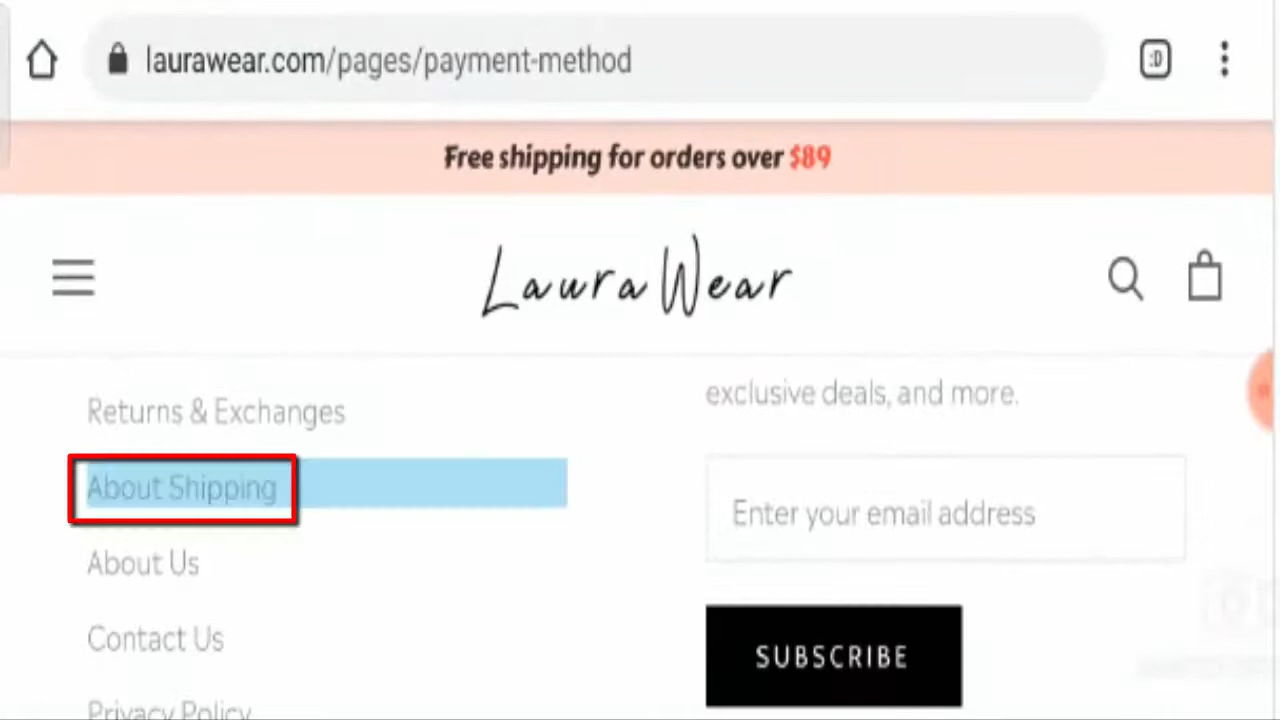 laurawear.com/pages/payment-method
:D
Free shipping for orders over $89
Laura Wear
Returns & Exchanges
About Shipping
About Us
Contact Us
Privacy Policy
exclusive deals, and more.
Enter your email address
SUBSCRIBE